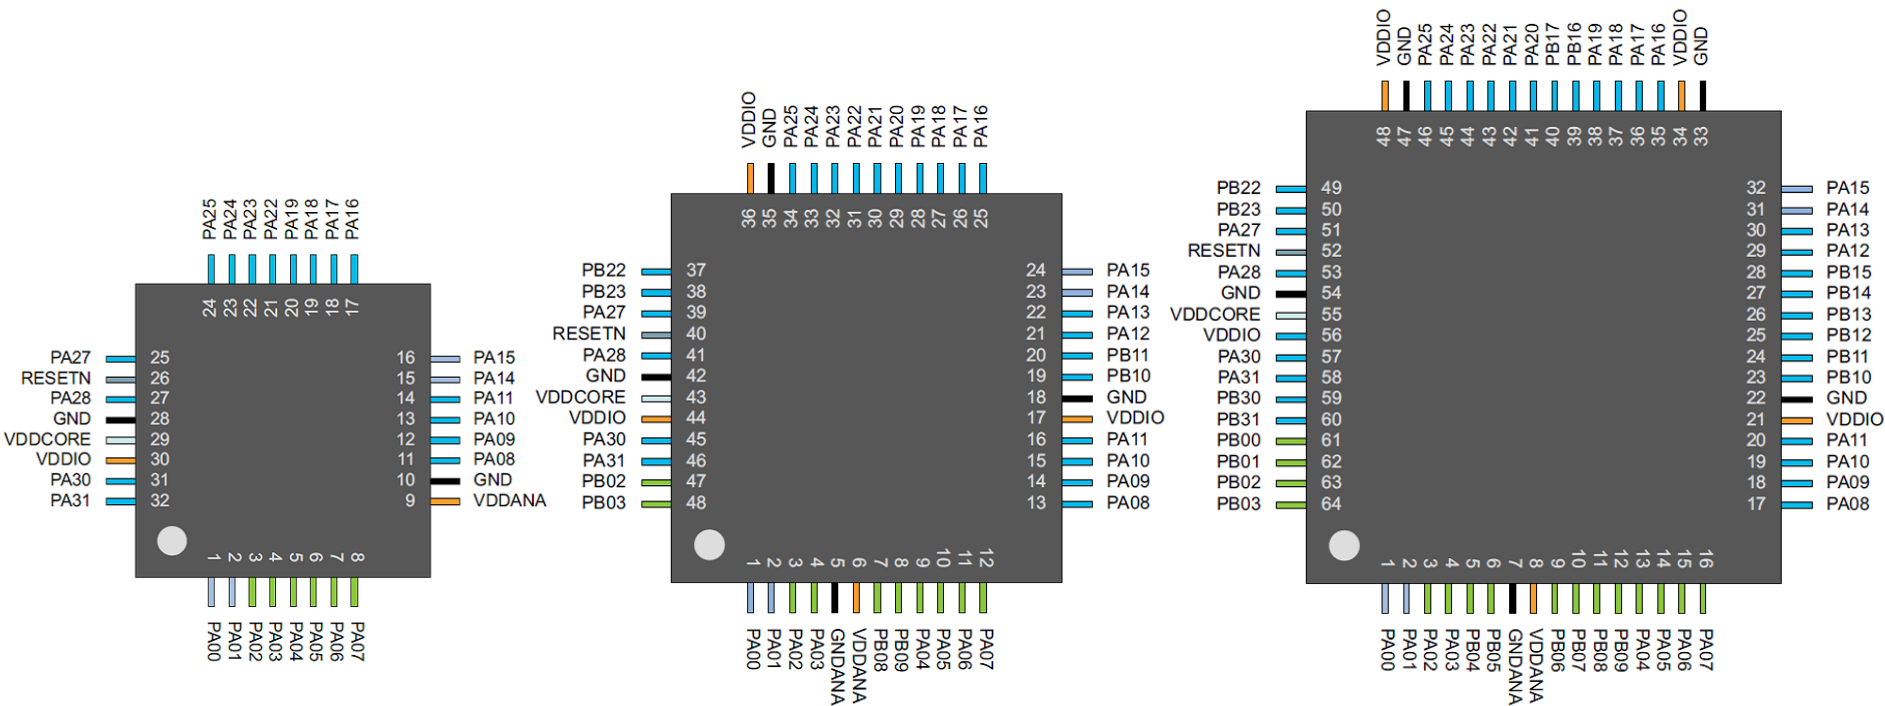 PA25 PA24 PA23 PA22 PA19 PA18 PA17 PA16
24 23 22 21 20 19 18 17
PA27 25 16 PA15
RESETN 26 15 PA14
PA28 27 14 PA11
GND 28 13 PA10
VDDCORE 29 12 PA09
VDDIO 30 11 PA08
PA30 31 10 GND
PA31 32 9 VDDANA
1 2 3 4 5 6 7 8
PA00 PA01 PA02 PA03 PA04 PA05 PA06 PA07
VDDIO GND PA25 PA24 PA23 PA22 PA21 PA20 PA19 PA18 PA17 PA16
36 35 34 33 32 31 30 29 28 27 26 25
PB22 37 24 PA15
PB23 38 23 PA14
PA27 39 22 PA13
RESETN 40 21 PA12
PA28 41 20 PB11
GND 42 19 PB10
VDDCORE 43 18 GND
VDDIO 44 17 VDDIO
PA30 45 16 PA11
PA31 46 15 PA10
PB02 47 14 PA09
PB03 48 13 PA08
1 2 3 4 5 6 7 8 9 10 11 12
PA00 PA01 PA02 PA03 GNDANA VDDANA PB08 PB09 PA04 PA05 PA06 PA07
VDDIO GND PA25 PA24 PA23 PA22 PA21 PA20 PB17 PB16 PA19 PA18 PA17 PA16 VDDIO GND
48 47 46 45 44 43 42 41 40 39 38 37 36 35 34 33
PB22 49 32 PA15
PB23 50 31 PA14
PA27 51 30 PA13
RESETN 52 29 PA12
PA28 53 28 PB15
GND 54 27 PB14
VDDCORE 55 26 PB13
VDDIO 56 25 PB12
PA30 57 24 PB11
PA31 58 23 PB10
PB30 59 22 GND
PB31 60 21 VDDIO
PB00 61 20 PA11
PB01 62 19 PA10
PB02 63 18 PA09
PB03 64 17 PA08
1 2 3 4 5 6 7 8 9 10 11 12 13 14 15 16
PA00 PA01 PA02 PA03 PB04 PB05 GNDANA VDDANA PB06 PB07 PB08 PB09 PA04 PA05 PA06 PA07